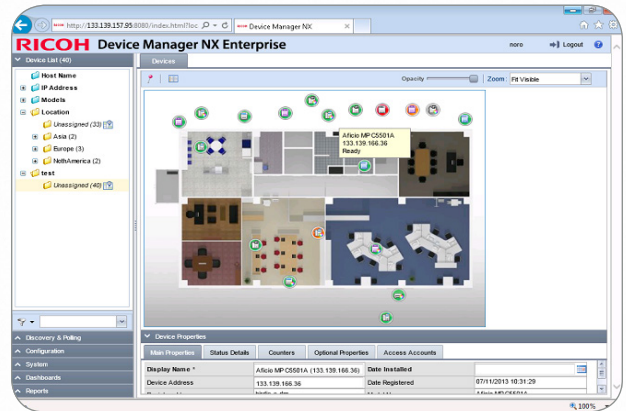 http://133.139.157.95:8080/index.html?loc
Device Manager NX
RICOH Device Manager NX Enterprise
noro
Logout
Device List (40)
Devices
Host Name
IP Address
Models
Location
Unassigned (33)
Asia (2)
Europe (3)
NothAmerica (2)
test
Unassigned (40)
Opacity
Zoom: Fit Visible
Aficio MP C5501A
133.139.166.36
Ready
Discovery & Polling
Configuration
System
Dashboards
Reports
Device Properties
Main Properties
Status Details
Counters
Optional Properties
Access Accounts
Display Name *
Aficio MP C5501A (133.139.166.36)
Date Installed
Device Address
133.139.166.36
Date Registered
07/11/2013 10:31:29
100%